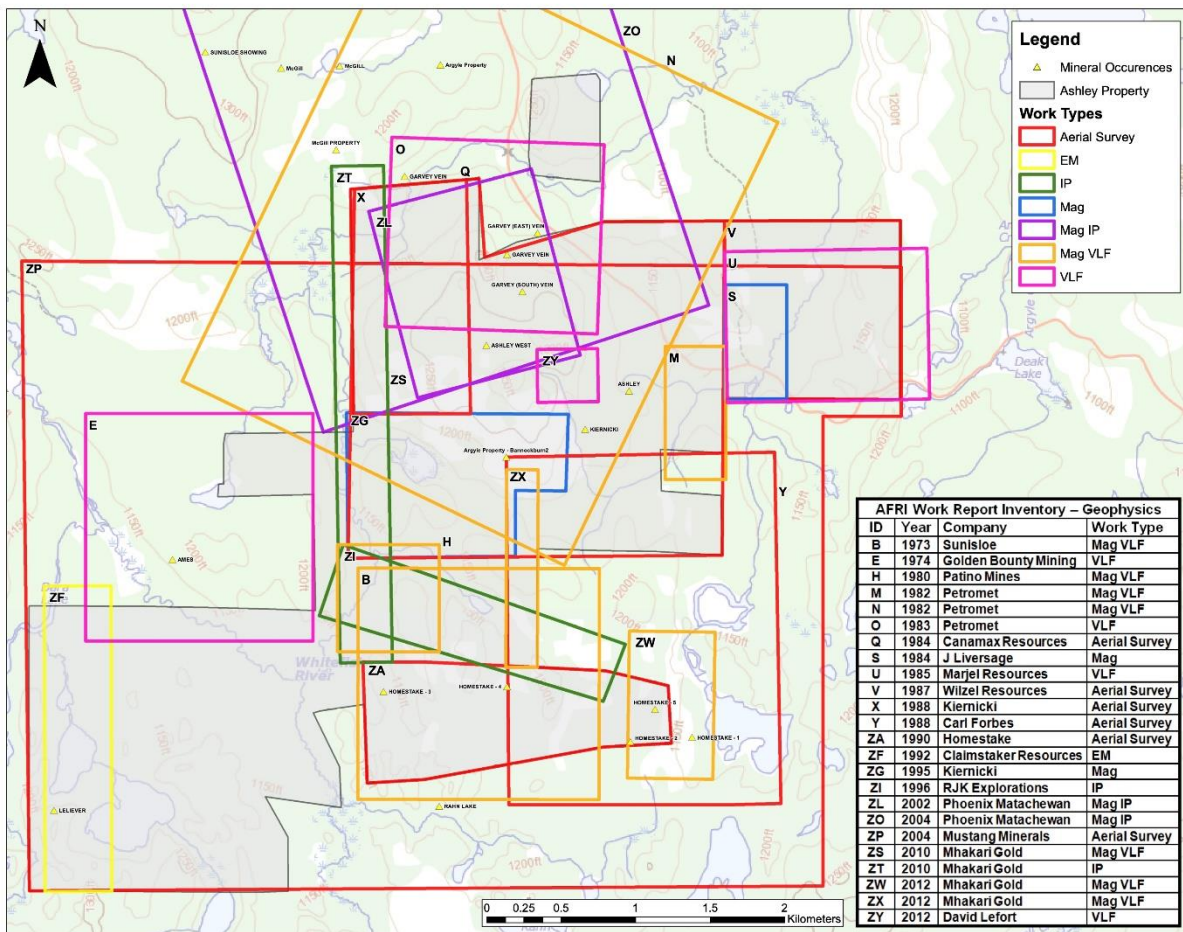 N
ZO
N
Legend
Mineral Occurences
Ashley Property
Work Types
Aerial Survey
EM
IP
Mag
Mag IP
Mag VLF
VLF
SUNISLOE SHOWING
McGill
McGILL
Argyle Property
1200ft
1300ft
1100ft
1200ft
McGill PROPERTY
O
ZT
Q
GARVEY VEIN
X
ZL
GARVEY (EAST) VEIN
V
GARVEY VEIN
U
ZP
1250ft
GARVEY (SOUTH) VEIN
S
1200ft
ASHLEY WEST
ZY
M
Deak
Lake
ZS
ASHLEY
E
ZG
KIERNICKI
1200ft
Argyle Property - Bannockburn2
ZX
Y
1150ft
H
ZI
AMES
B
ZF
ZW
1150ft
White
River
ZA
HOMESTAKE - 3
HOMESTAKE - 4
HOMESTAKE - 5
HOMESTAKE - 2
HOMESTAKE - 1
LELIEVER
RAHN LAKE
1200ft
AFRI Work Report Inventory – Geophysics
ID Year Company Work Type
B 1973 Sunisloe Mag VLF
E 1974 Golden Bounty Mining VLF
H 1980 Patino Mines Mag VLF
M 1982 Petromet Mag VLF
N 1982 Petromet Mag VLF
O 1983 Petromet VLF
Q 1984 Canamax Resources Aerial Survey
S 1984 J Liversage Mag
U 1985 Marjel Resources VLF
V 1987 Wilzel Resources Aerial Survey
X 1988 Kiernicki Aerial Survey
Y 1988 Carl Forbes Aerial Survey
ZA 1990 Homestake Aerial Survey
ZF 1992 Claimstaker Resources EM
ZG 1995 Kiernicki Mag
ZI 1996 RJK Explorations IP
ZL 2002 Phoenix Matachewan Mag IP
ZO 2004 Phoenix Matachewan Mag IP
ZP 2004 Mustang Minerals Aerial Survey
ZS 2010 Mhakari Gold Mag VLF
ZT 2010 Mhakari Gold IP
ZW 2012 Mhakari Gold Mag VLF
ZX 2012 Mhakari Gold Mag VLF
ZY 2012 David Lefort VLF
0 0.25 0.5 1 1.5 2
Kilometers